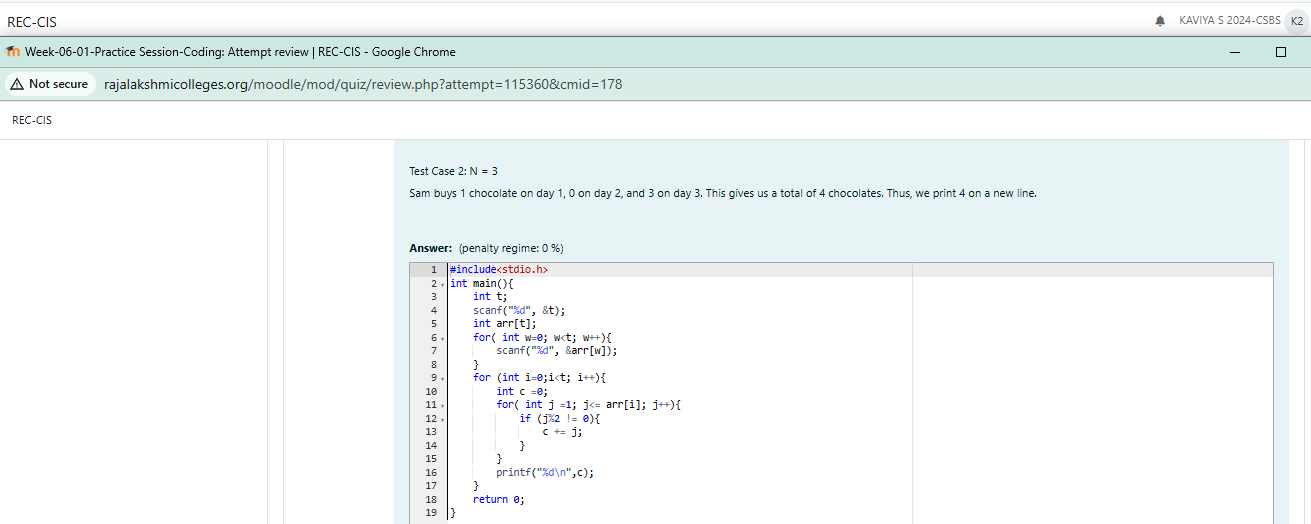 REC-CIS
KAVIYA S 2024-CSBS K2
Week-06-01-Practice Session-Coding: Attempt review | REC-CIS - Google Chrome
Not secure rajalakshmicolleges.org/moodle/mod/quiz/review.php?attempt=115360&cmid=178
REC-CIS
Test Case 2: N = 3
Sam buys 1 chocolate on day 1, 0 on day 2, and 3 on day 3. This gives us a total of 4 chocolates. Thus, we print 4 on a new line.
Answer: (penalty regime: 0 %)
1 #include<stdio.h>
2 int main(){
3 int t;
4 scanf("%d", &t);
5 int arr[t];
6 for( int w=0; w<t; w++){
7 scanf("%d", &arr[w]);
8 }
9 for (int i=0;i<t; i++){
10 int c =0;
11 for( int j =1; j<= arr[i]; j++){
12 if (j%2 != 0){
13 c += j;
14 }
15 }
16 printf("%d\n",c);
17 }
18 return 0;
19 }